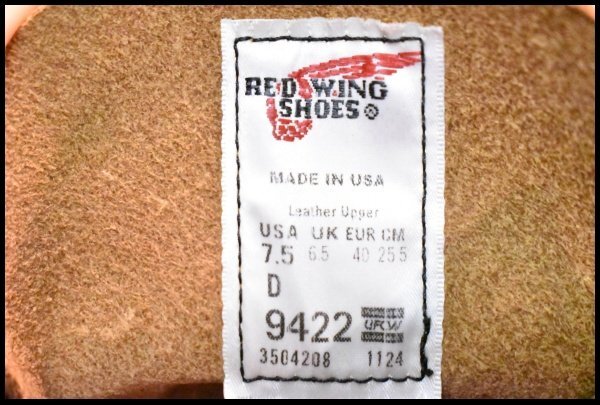 RED WING
SHOES®
MADE IN USA
Leather Upper
USA UK EUR CM
7.5 6.5 40 25.5
D
9422 UFCW
3504208 1124